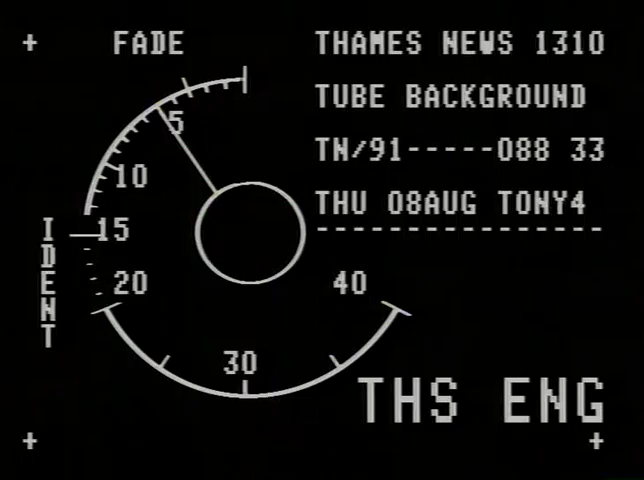 + FADE
THAMES NEWS 1310
TUBE BACKGROUND
TN/91-----088 33
THU 08AUG TONY4
----------------
5
10
15
20
30
40
IDENT
THS ENG
+ +